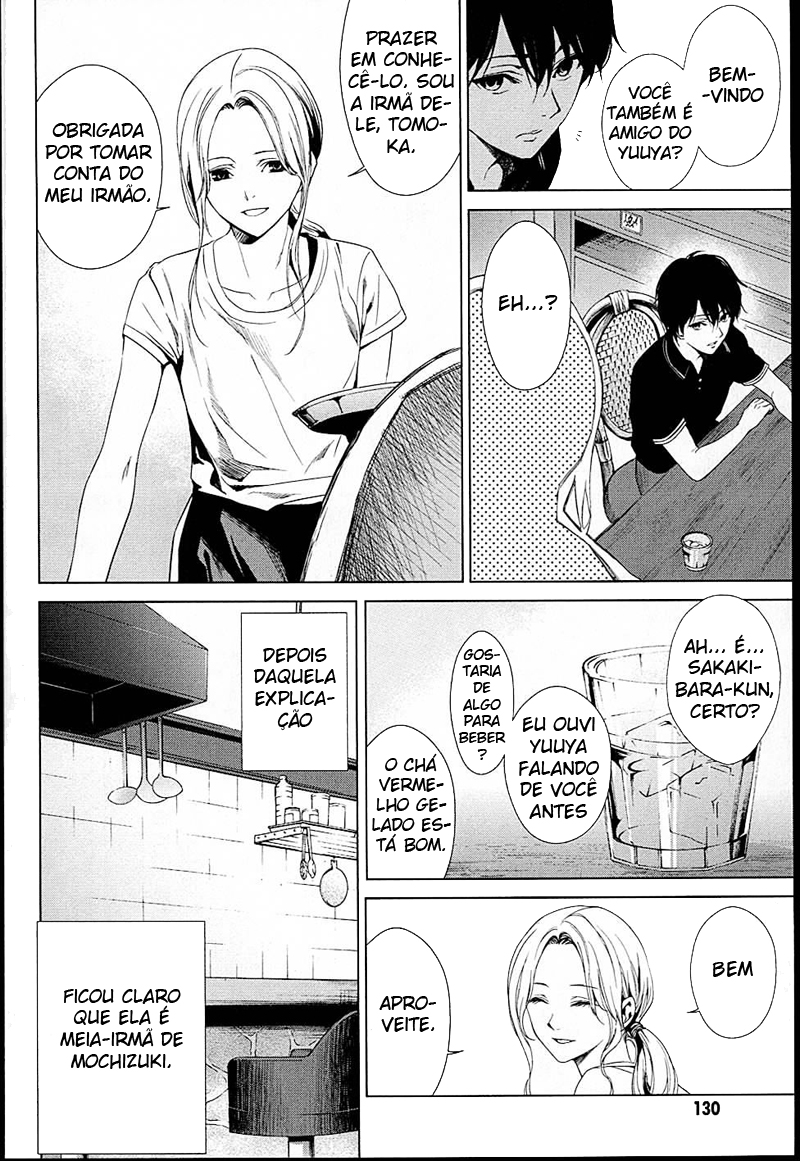 BEM-
-VINDO
VOCÊ
TAMBÉM É
AMIGO DO
YUUYA?
PRAZER
EM CONHE-
CÊ-LO. SOU
A IRMÃ DE-
LE, TOMO-
KA.
OBRIGADA
POR TOMAR
CONTA DO
MEU IRMÃO.
EH...?
AH... É...
SAKAKI-
BARA-KUN,
CERTO?
EU OUVI
YUUYA
FALANDO
DE VOCÊ
ANTES
GOS-
TARIA
DE
ALGO
PARA
BEBER
?
O CHÁ
VERME-
LHO GE-
LADO ES-
TÁ BOM.
DEPOIS
DAQUELA
EXPLICA-
ÇÃO
BEM
APRO-
VEITE.
FICOU CLARO
QUE ELA É
MEIA-IRMÃ DE
MOCHIZUKI.
130